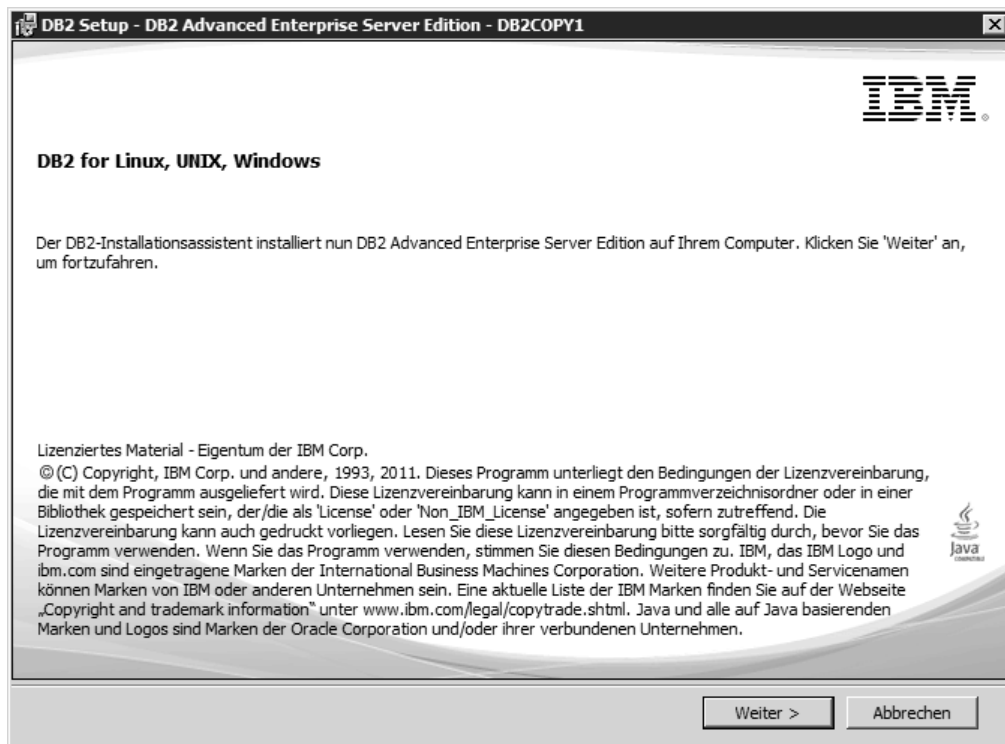 DB2 Setup - DB2 Advanced Enterprise Server Edition - DB2COPY1
IBM
DB2 for Linux, UNIX, Windows
Der DB2-Installationsassistent installiert nun DB2 Advanced Enterprise Server Edition auf Ihrem Computer. Klicken Sie 'Weiter' an,
um fortzufahren.
Lizenziertes Material - Eigentum der IBM Corp.
©(C) Copyright, IBM Corp. und andere, 1993, 2011. Dieses Programm unterliegt den Bedingungen der Lizenzvereinbarung,
die mit dem Programm ausgeliefert wird. Diese Lizenzvereinbarung kann in einem Programmverzeichnisordner oder in einer
Bibliothek gespeichert sein, der/die als 'License' oder 'Non_IBM_License' angegeben ist, sofern zutreffend. Die
Lizenzvereinbarung kann auch gedruckt vorliegen. Lesen Sie diese Lizenzvereinbarung bitte sorgfältig durch, bevor Sie das
Programm verwenden. Wenn Sie das Programm verwenden, stimmen Sie diesen Bedingungen zu. IBM, das IBM Logo und
ibm.com sind eingetragene Marken der International Business Machines Corporation. Weitere Produkt- und Servicenamen
können Marken von IBM oder anderen Unternehmen sein. Eine aktuelle Liste der IBM Marken finden Sie auf der Webseite
„Copyright and trademark information“ unter www.ibm.com/legal/copytrade.shtml. Java und alle auf Java basierenden
Marken und Logos sind Marken der Oracle Corporation und/oder ihrer verbundenen Unternehmen.
Java
COMPATIBLE
Weiter >
Abbrechen